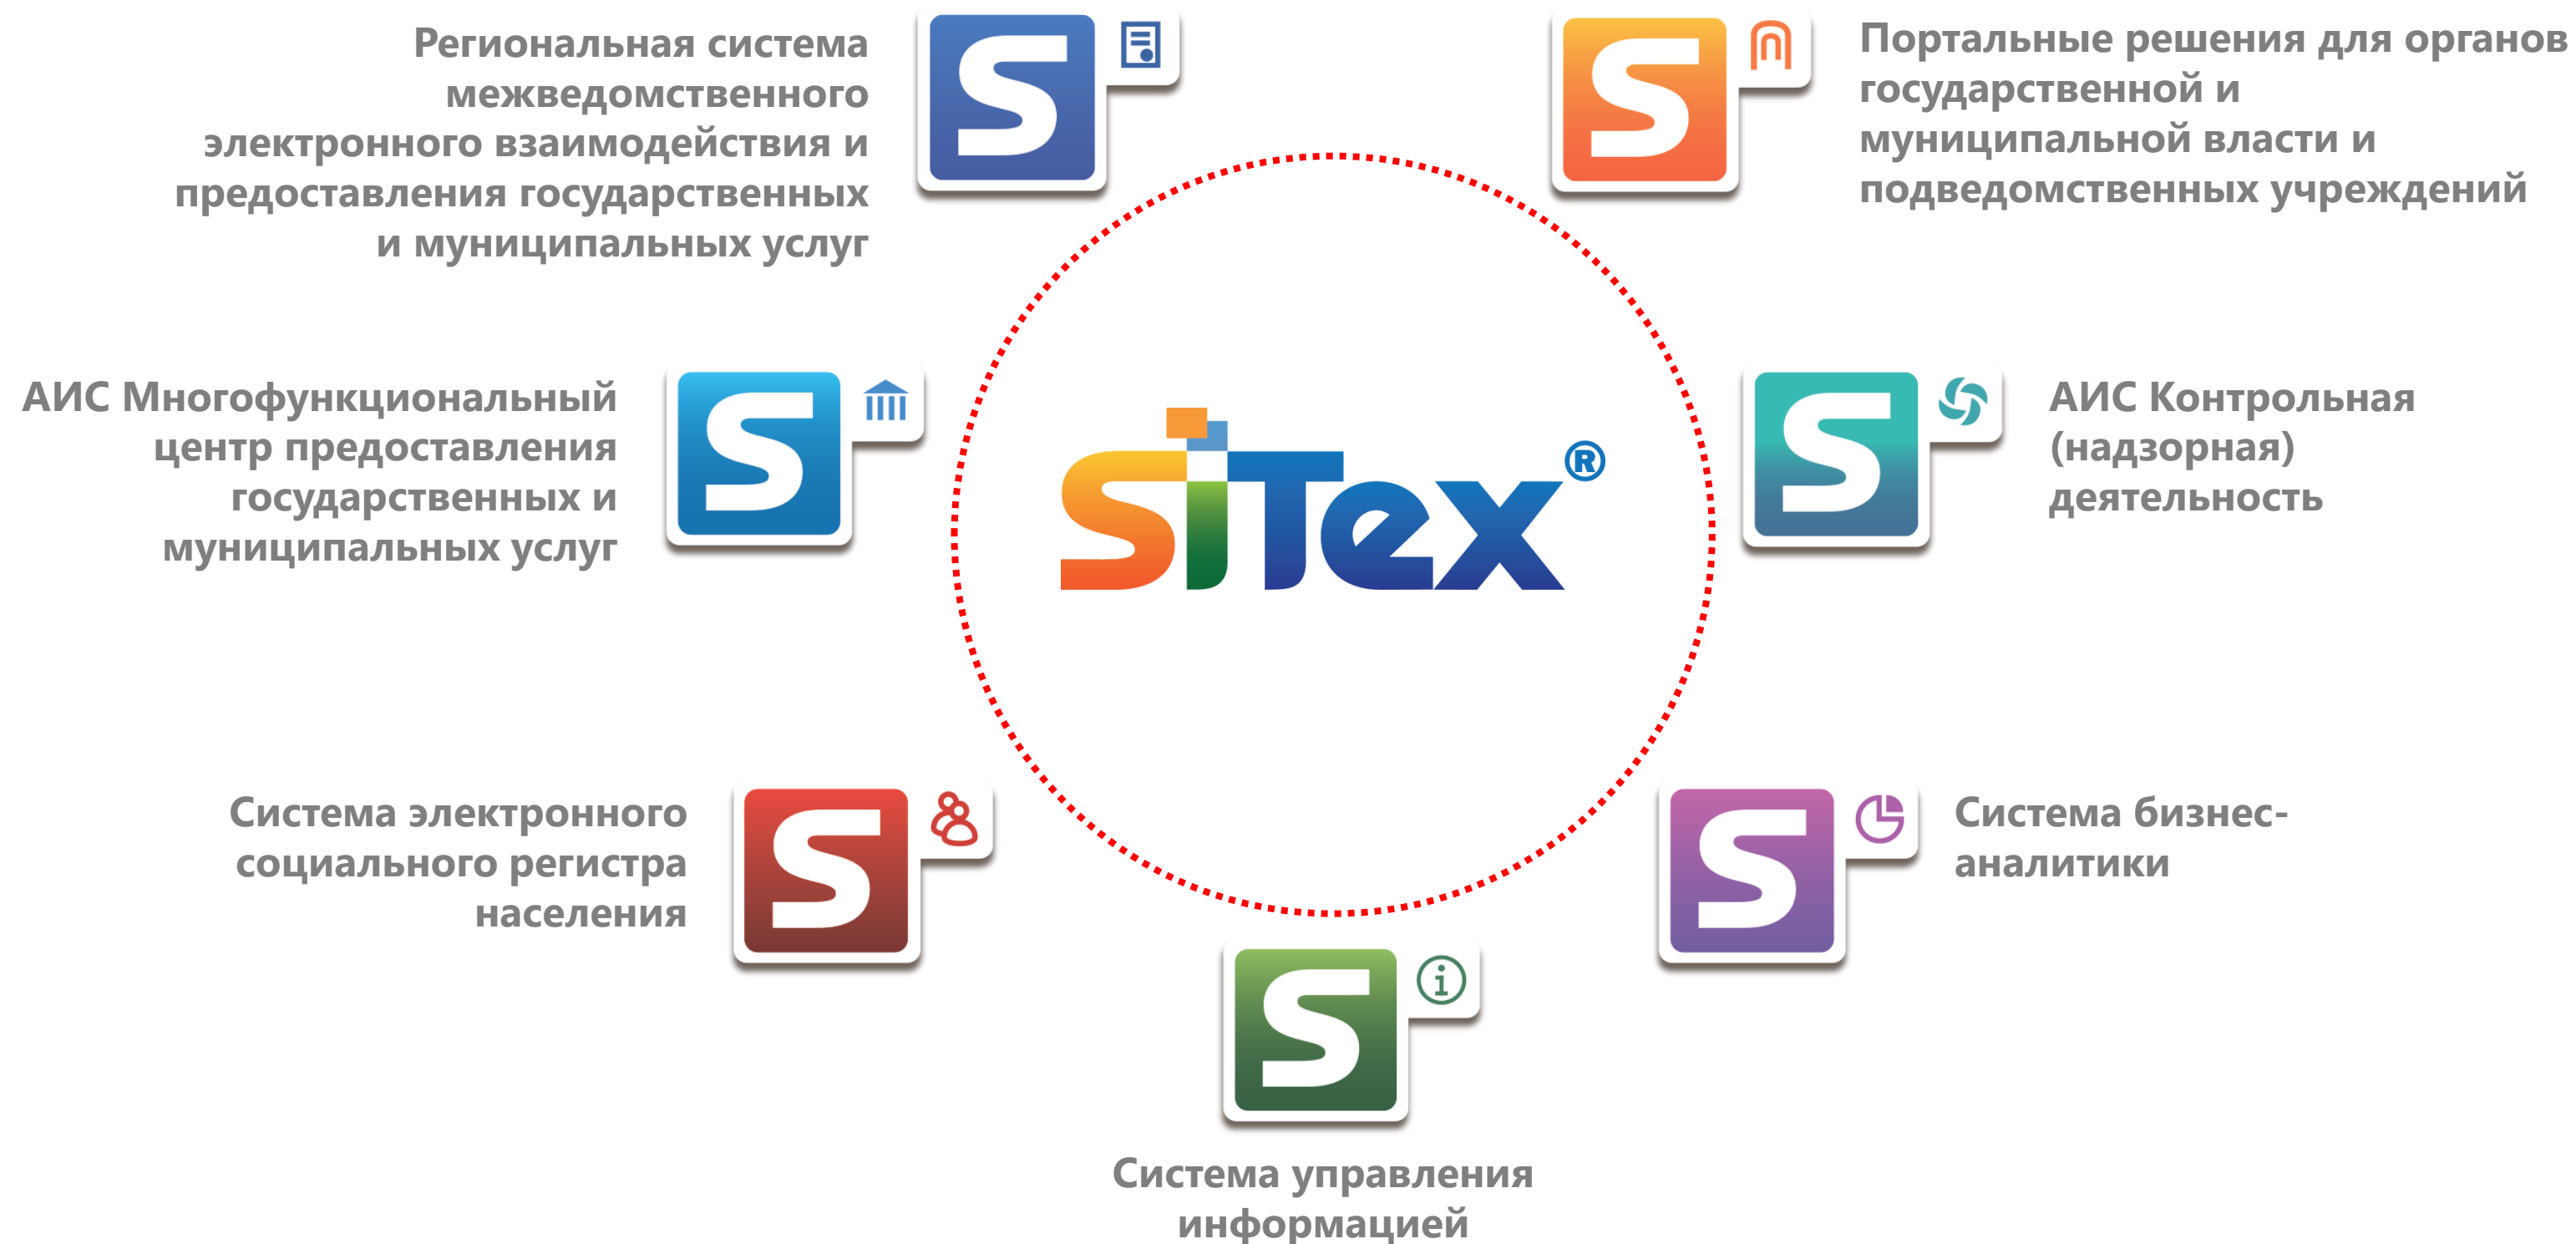 Региональная система
межведомственного
электронного взаимодействия и
предоставления государственных
и муниципальных услуг
S
S
Портальные решения для органов
государственной и
муниципальной власти и
подведомственных учреждений
АИС Многофункциональный
центр предоставления
государственных и
муниципальных услуг
S
SiTex®
S
АИС Контрольная
(надзорная)
деятельность
Система электронного
социального регистра
населения
S
S
Система бизнес-
аналитики
S
i
Система управления
информацией